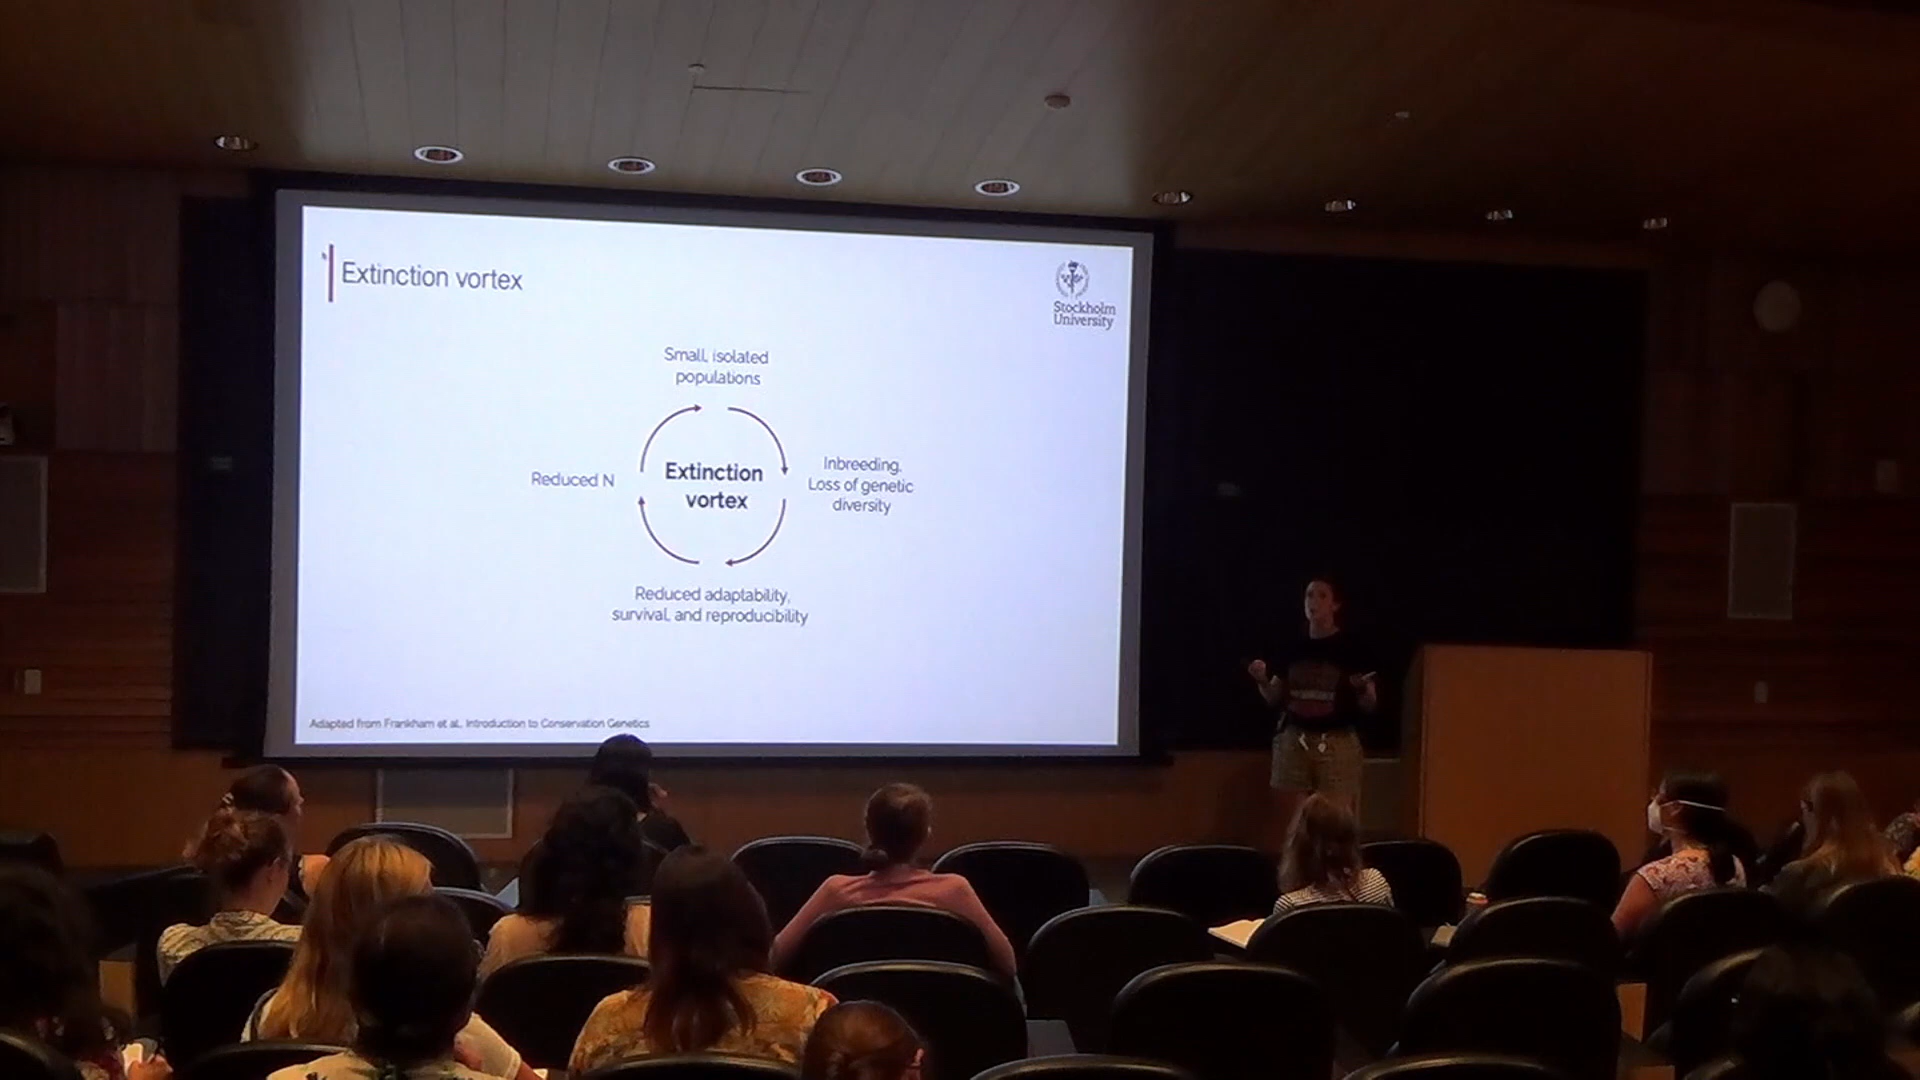 Extinction vortex
Stockholm
University
Small, isolated
populations
Extinction
vortex
Inbreeding,
Loss of genetic
diversity
Reduced N
Reduced adaptability,
survival, and reproducibility
Adapted from Frankham et al., Introduction to Conservation Genetics